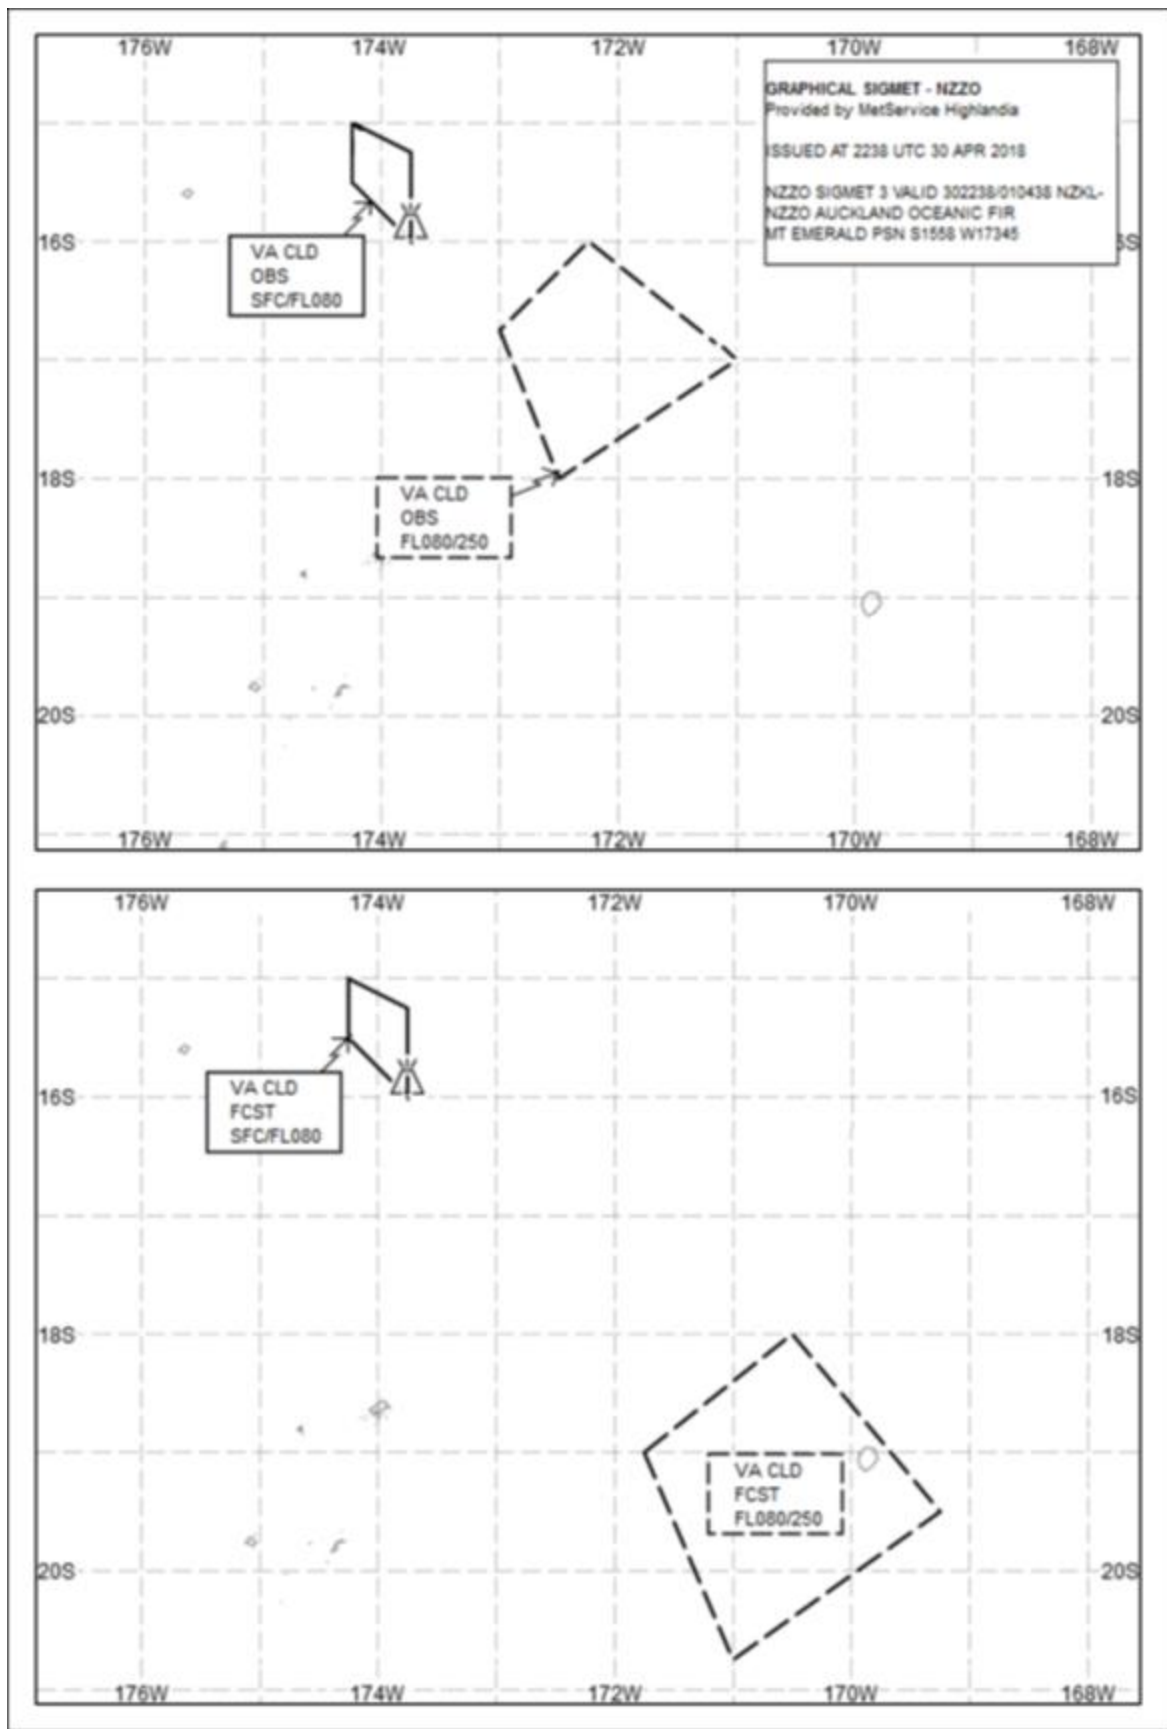 176W 174W 172W 170W 168W
GRAPHICAL SIGMET - NZZO
Provided by MetService Highlandia
ISSUED AT 2238 UTC 30 APR 2018
NZZO SIGMET 3 VALID 302238/010438 NZKL-
NZZO AUCKLAND OCEANIC FIR
MT EMERALD PSN S1558 W17345
16S 6S
VA CLD
OBS
SFC/FL080
18S 18S
VA CLD
OBS
FL080/250
20S 20S
176W 174W 172W 170W 168W
176W 174W 172W 170W 168W
VA CLD
FCST
SFC/FL080
16S 16S
18S 18S
VA CLD
FCST
FL080/250
20S 20S
176W 174W 172W 170W 168W